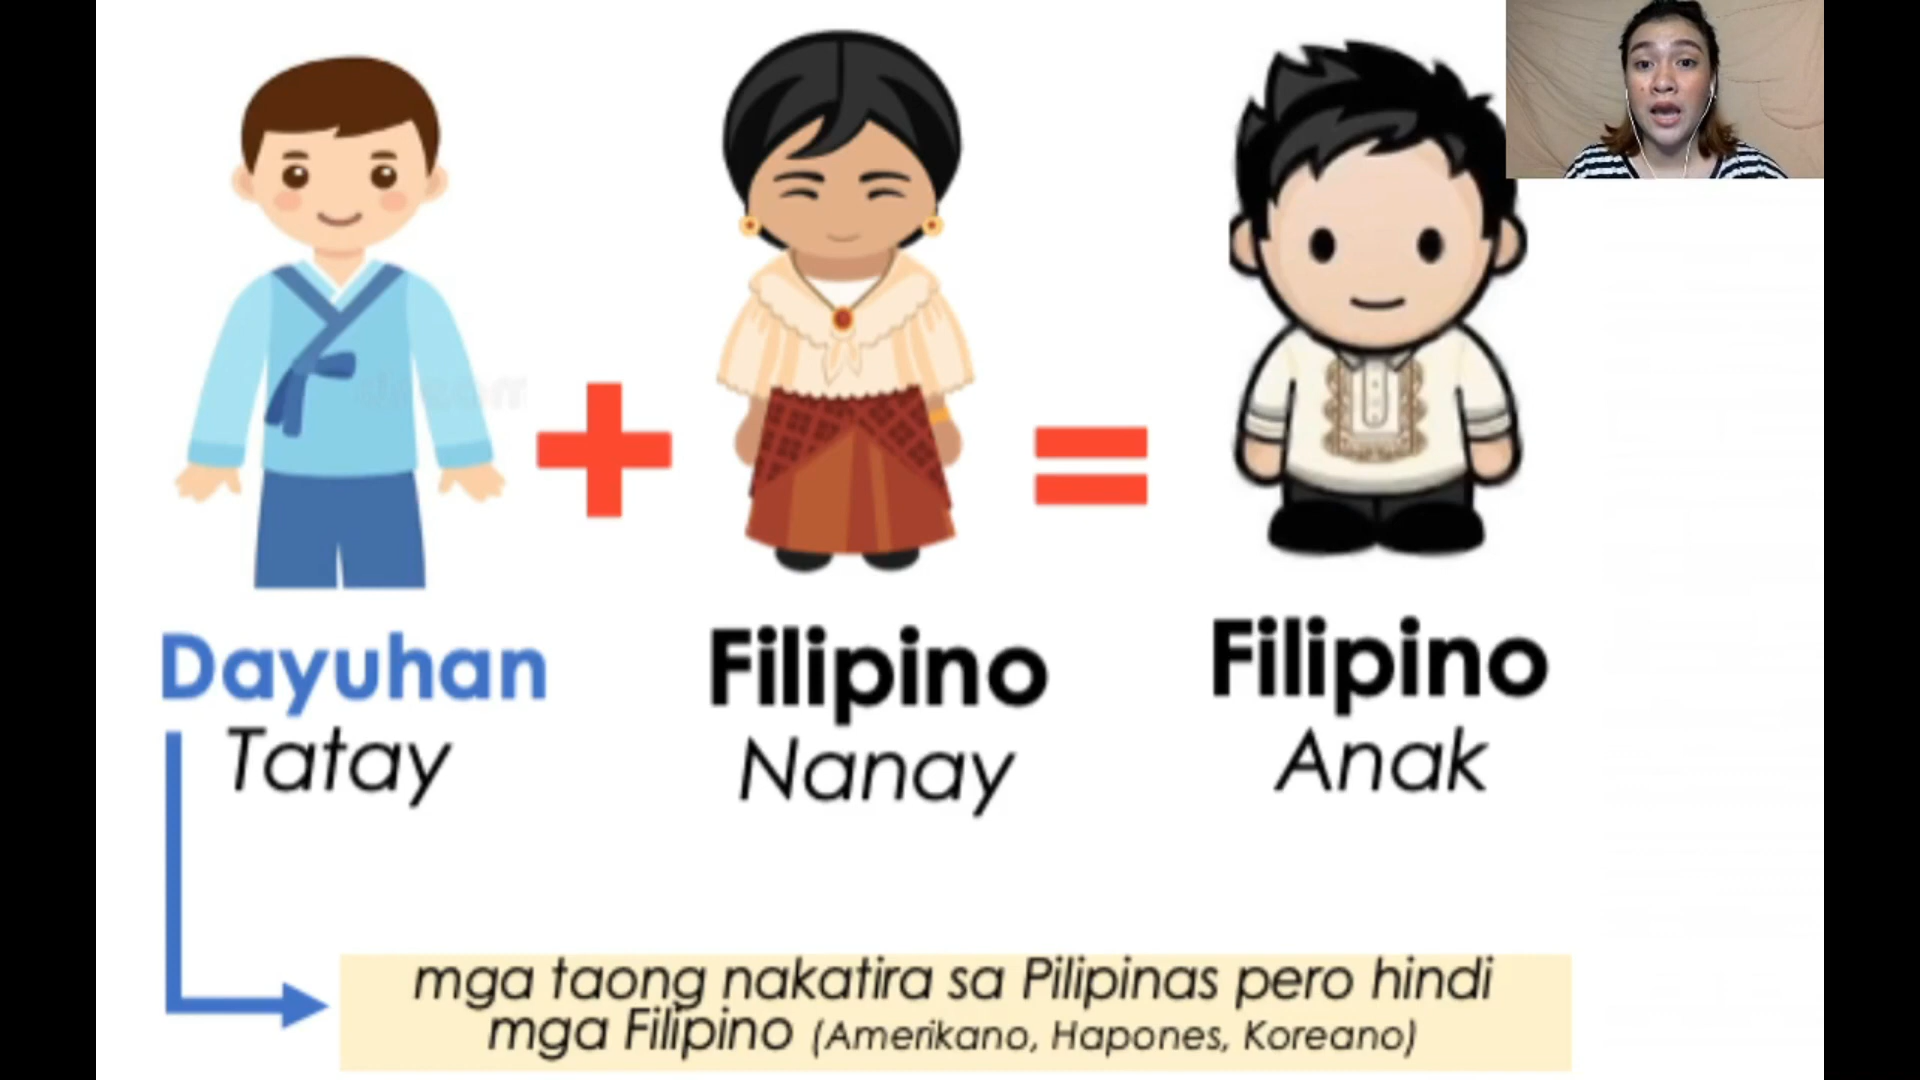 Dayuhan
Tatay
Filipino
Nanay
Filipino
Anak
mga taong nakatira sa Pilipinas pero hindi
mga Filipino (Amerikano, Hapones, Koreano)